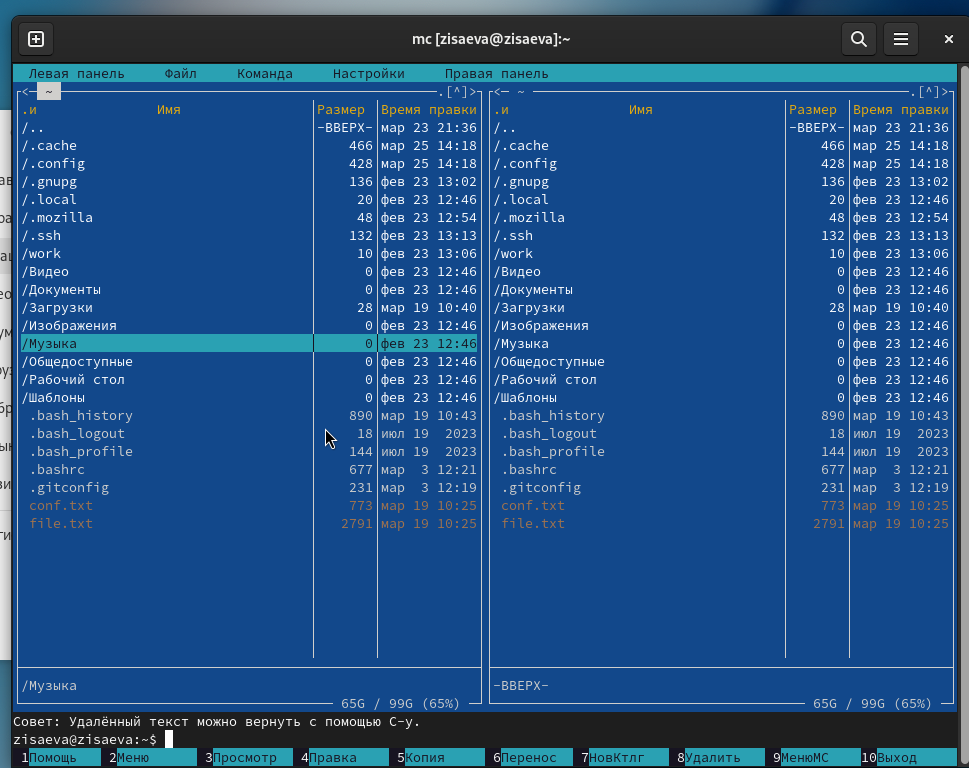 mc [zisaeva@zisaeva]:~
Левая панель Файл Команда Настройки Правая панель
<─ ~ .[^]> <─ ~ .[^]>
.и Имя Размер Время правки .и Имя Размер Время правки
/.. -ВВЕРХ- мар 23 21:36 /.. -ВВЕРХ- мар 23 21:36
/.cache 466 мар 25 14:18 /.cache 466 мар 25 14:18
/.config 428 мар 25 14:18 /.config 428 мар 25 14:18
/.gnupg 136 фев 23 13:02 /.gnupg 136 фев 23 13:02
/.local 20 фев 23 12:46 /.local 20 фев 23 12:46
/.mozilla 48 фев 23 12:54 /.mozilla 48 фев 23 12:54
/.ssh 132 фев 23 13:13 /.ssh 132 фев 23 13:13
/work 10 фев 23 13:06 /work 10 фев 23 13:06
/Видео 0 фев 23 12:46 /Видео 0 фев 23 12:46
/Документы 0 фев 23 12:46 /Документы 0 фев 23 12:46
/Загрузки 28 мар 19 10:40 /Загрузки 28 мар 19 10:40
/Изображения 0 фев 23 12:46 /Изображения 0 фев 23 12:46
/Музыка 0 фев 23 12:46 /Музыка 0 фев 23 12:46
/Общедоступные 0 фев 23 12:46 /Общедоступные 0 фев 23 12:46
/Рабочий стол 0 фев 23 12:46 /Рабочий стол 0 фев 23 12:46
/Шаблоны 0 фев 23 12:46 /Шаблоны 0 фев 23 12:46
.bash_history 890 мар 19 10:43 .bash_history 890 мар 19 10:43
.bash_logout 18 июл 19 2023 .bash_logout 18 июл 19 2023
.bash_profile 144 июл 19 2023 .bash_profile 144 июл 19 2023
.bashrc 677 мар 3 12:21 .bashrc 677 мар 3 12:21
.gitconfig 231 мар 3 12:19 .gitconfig 231 мар 3 12:19
conf.txt 773 мар 19 10:25 conf.txt 773 мар 19 10:25
file.txt 2791 мар 19 10:25 file.txt 2791 мар 19 10:25
/Музыка -ВВЕРХ-
65G / 99G (65%) 65G / 99G (65%)
Совет: Удалённый текст можно вернуть с помощью C-y.
zisaeva@zisaeva:~$
1Помощь 2Меню 3Просмотр 4Правка 5Копия 6Перенос 7НовКтлг 8Удалить 9МенюMC 10Выход